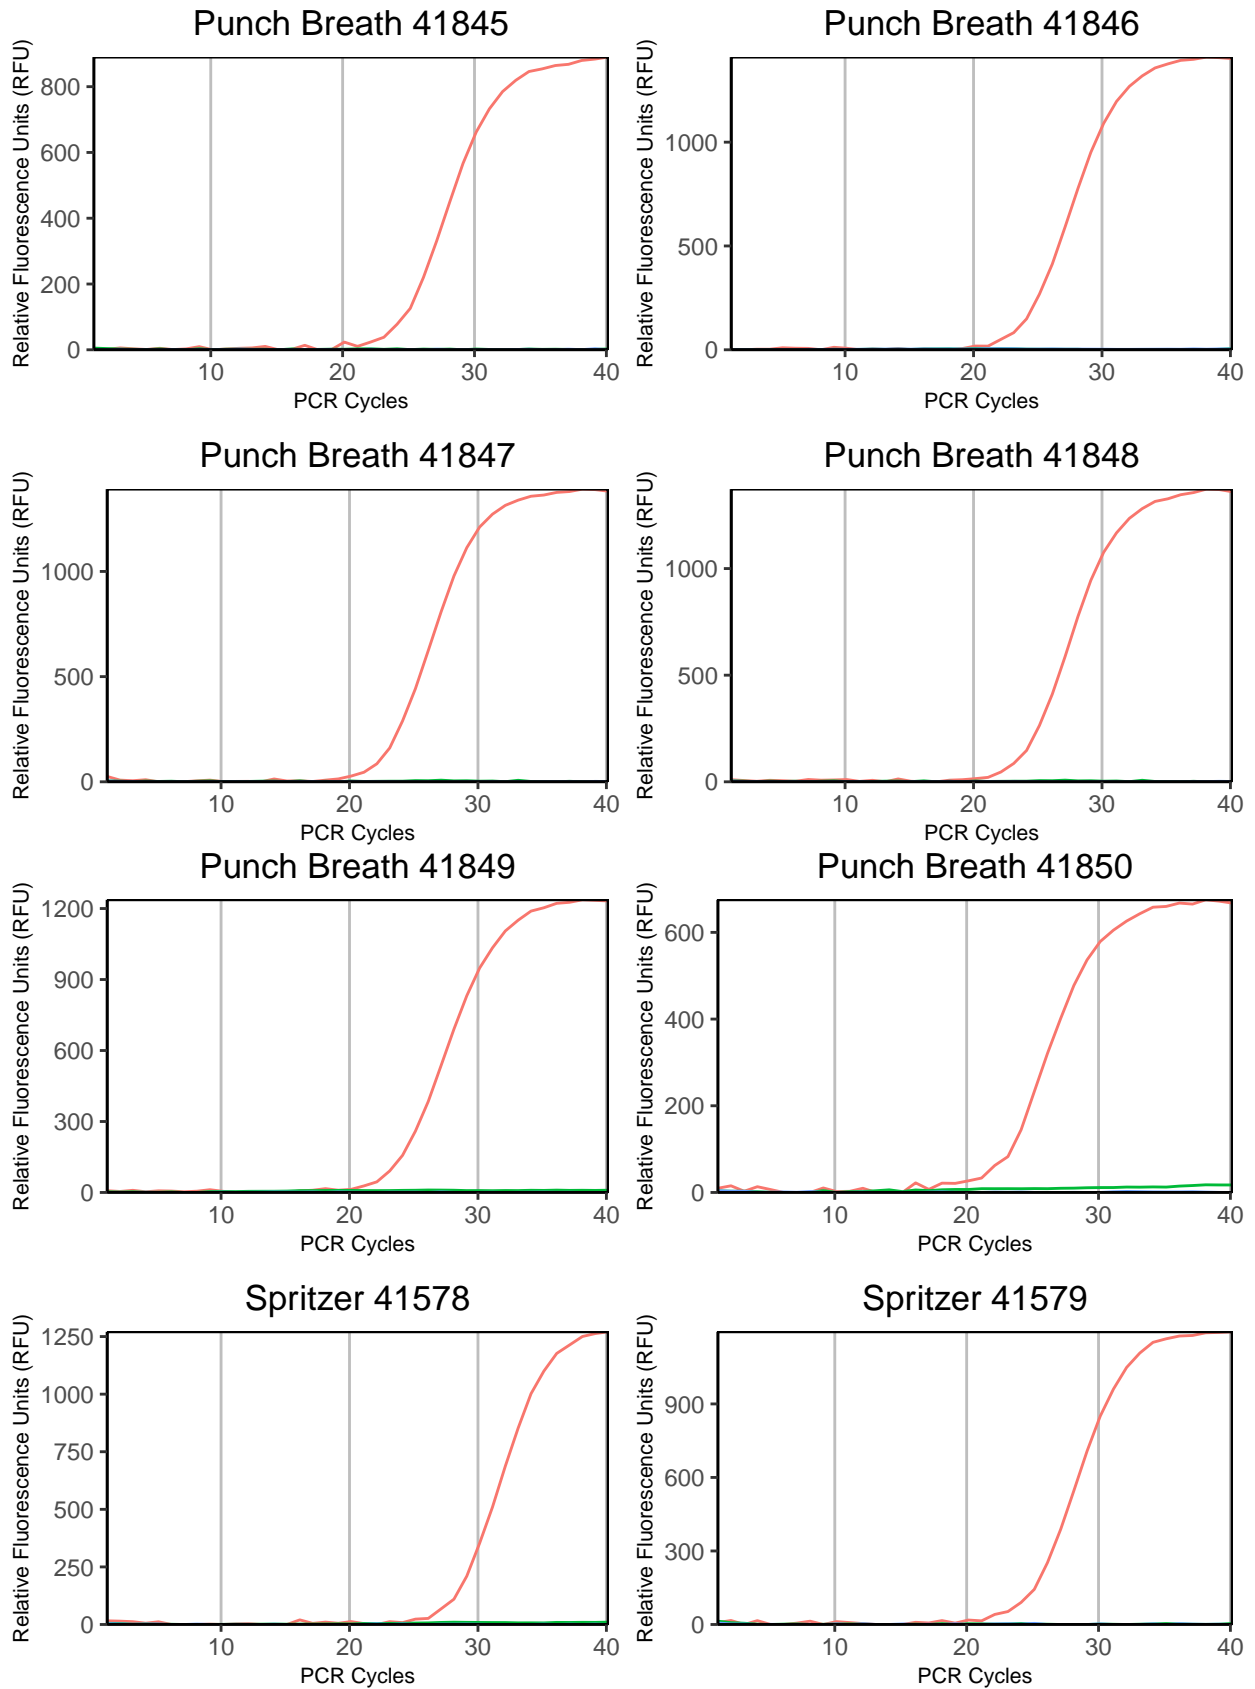 Punch Breath 41845
Relative Fluorescence Units (RFU)
800
600
400
200
0
10 20 30 40
PCR Cycles
Punch Breath 41846
Relative Fluorescence Units (RFU)
1000
500
0
10 20 30 40
PCR Cycles
Punch Breath 41847
Relative Fluorescence Units (RFU)
1000
500
0
10 20 30 40
PCR Cycles
Punch Breath 41848
Relative Fluorescence Units (RFU)
1000
500
0
10 20 30 40
PCR Cycles
Punch Breath 41849
Relative Fluorescence Units (RFU)
1200
900
600
300
0
10 20 30 40
PCR Cycles
Punch Breath 41850
Relative Fluorescence Units (RFU)
600
400
200
0
10 20 30 40
PCR Cycles
Spritzer 41578
Relative Fluorescence Units (RFU)
1250
1000
750
500
250
0
10 20 30 40
PCR Cycles
Spritzer 41579
Relative Fluorescence Units (RFU)
900
600
300
0
10 20 30 40
PCR Cycles